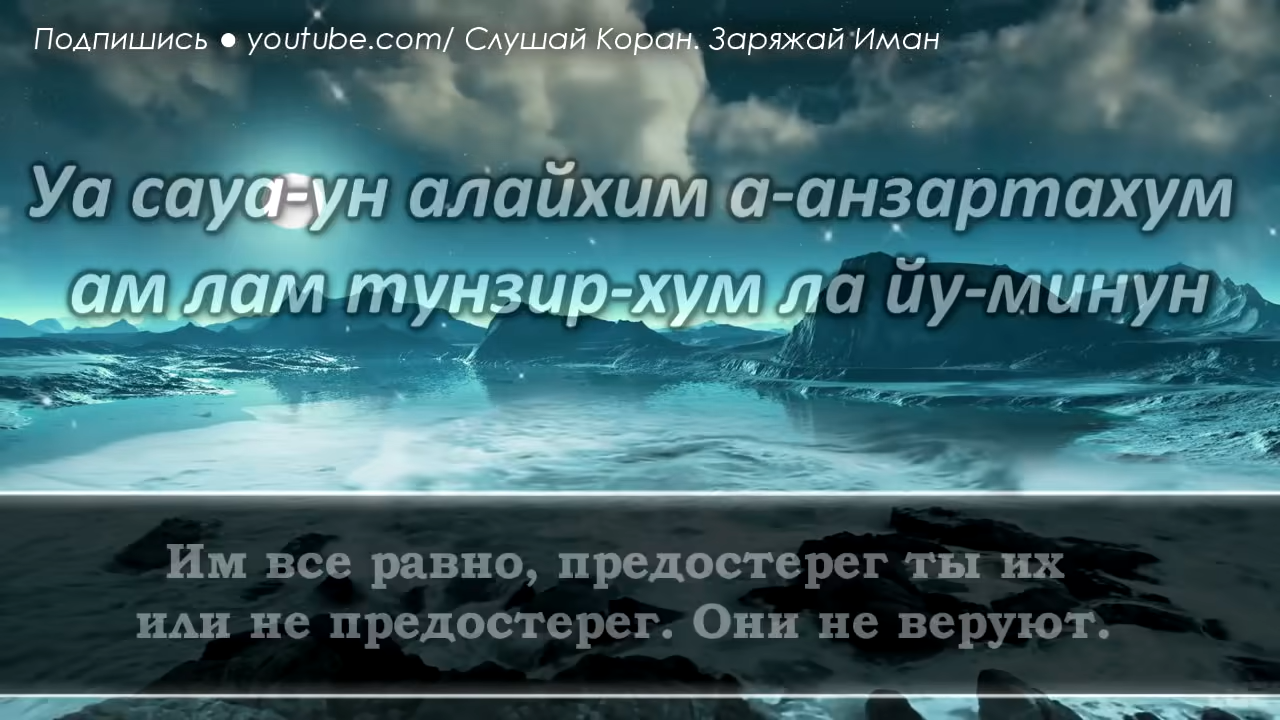 Подпишись ● youtube.com/ Слушай Коран. Заряжай Иман
Уа сауа-ун алайхим а-анзартахум
ам лам тунзир-хум ла йу-минун
Им все равно, предостерег ты их
или не предостерег. Они не веруют.